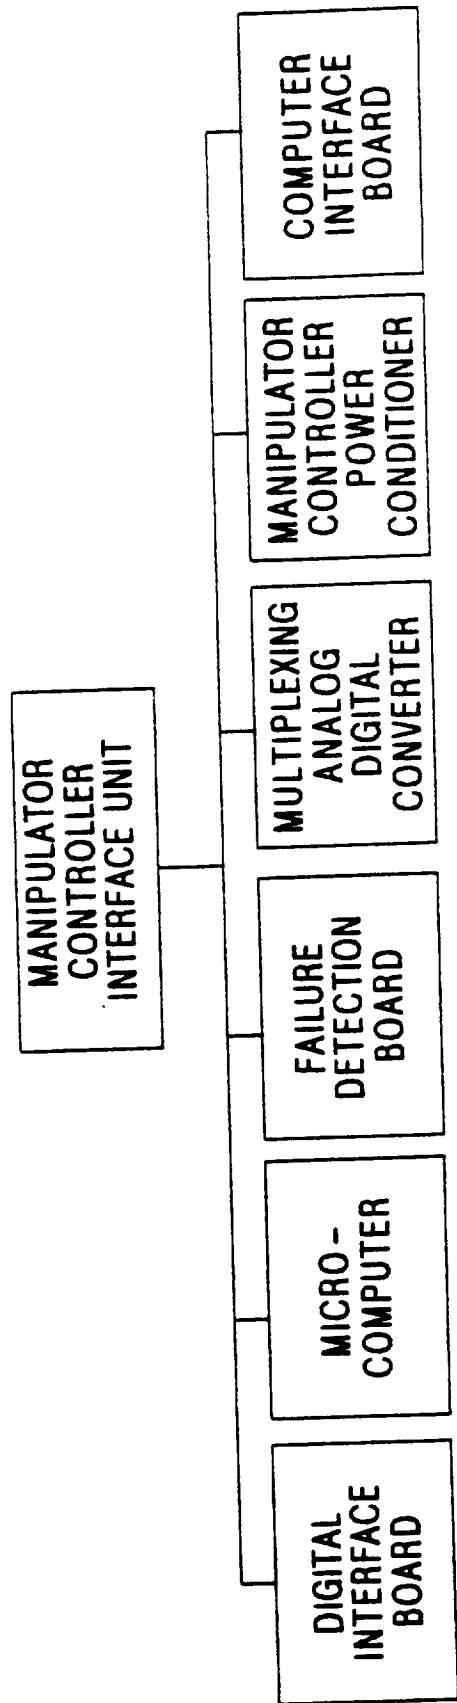 MANIPULATOR
CONTROLLER
INTERFACE UNIT
DIGITAL
INTERFACE
BOARD
MICRO-
COMPUTER
FAILURE
DETECTION
BOARD
MULTIPLEXING
ANALOG
DIGITAL
CONVERTER
MANIPULATOR
CONTROLLER
POWER
CONDITIONER
COMPUTER
INTERFACE
BOARD